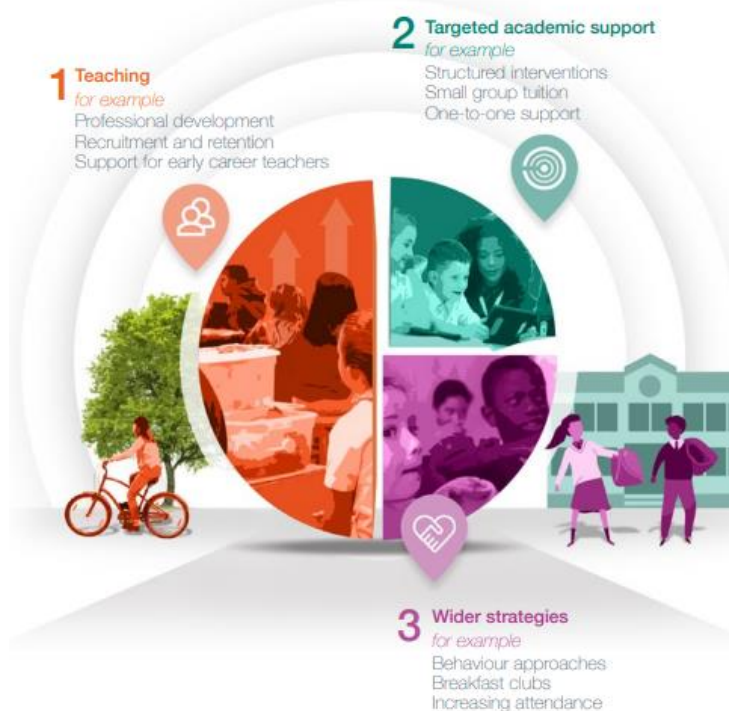 1 Teaching
for example
Professional development
Recruitment and retention
Support for early career teachers
2 Targeted academic support
for example
Structured interventions
Small group tuition
One-to-one support
3 Wider strategies
for example
Behaviour approaches
Breakfast clubs
Increasing attendance